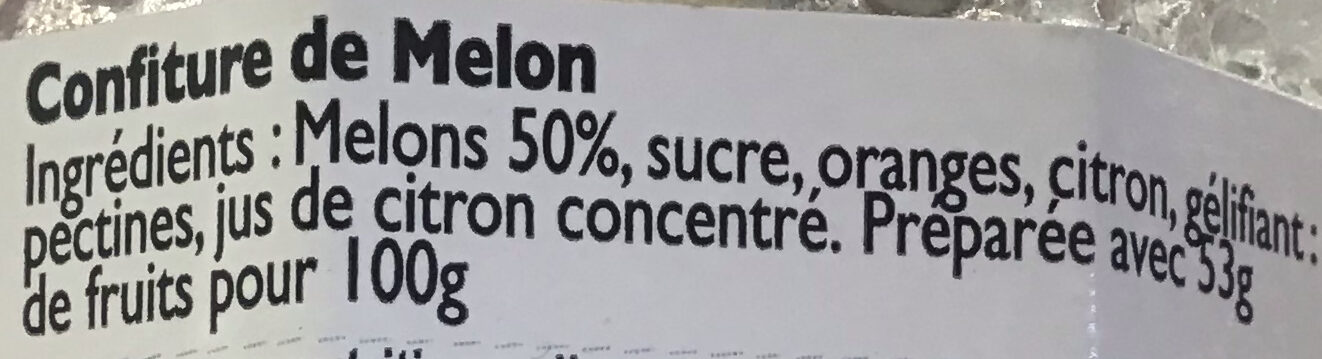 Confiture de Melon
Ingrédients : Melons 50%, sucre, oranges, citron, gélifiant :
pectines, jus de citron concentré. Préparée avec 53g
de fruits pour 100g